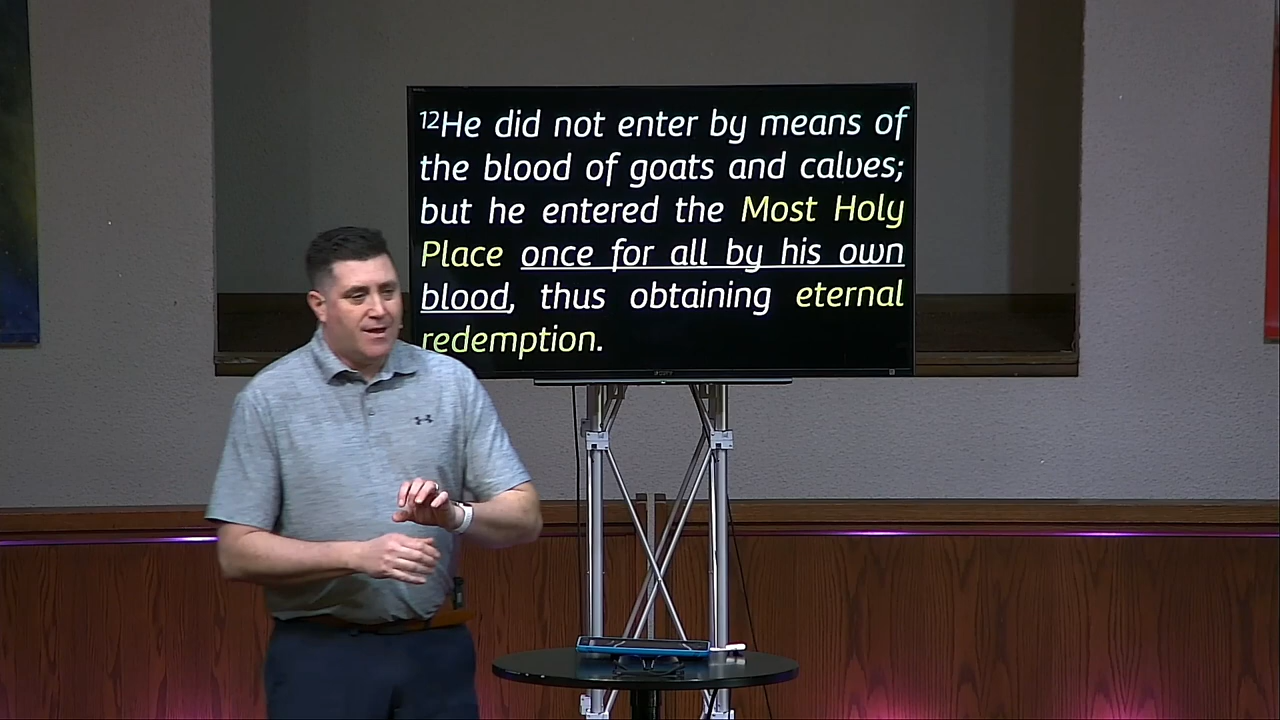 12He did not enter by means of
the blood of goats and calves;
but he entered the Most Holy
Place once for all by his own
blood, thus obtaining eternal
redemption.
SONY